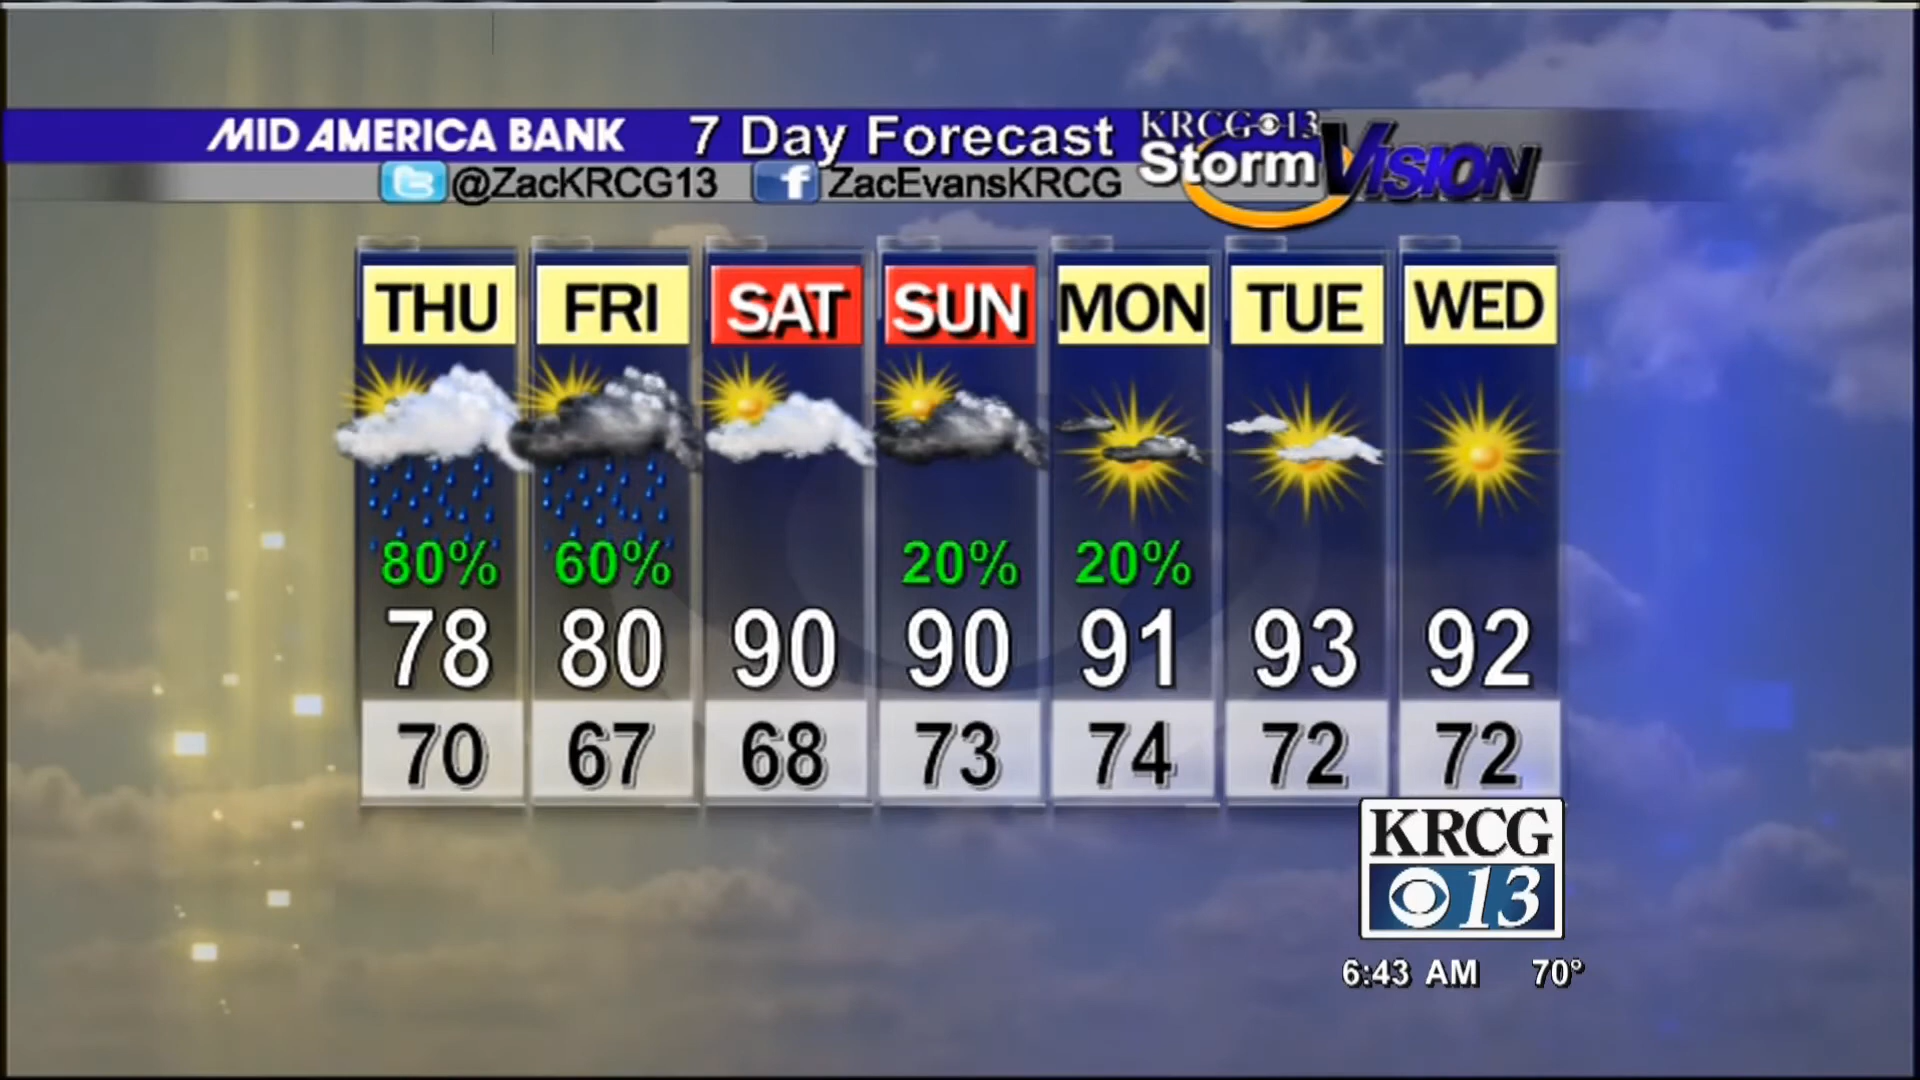 MID AMERICA BANK 7 Day Forecast KRCG 13
Storm VISION
@ZacKRCG13 f ZacEvansKRCG
THU FRI SAT SUN MON TUE WED
80% 60% 20% 20%
78 80 90 90 91 93 92
70 67 68 73 74 72 72
KRCG
13
6:43 AM 70°